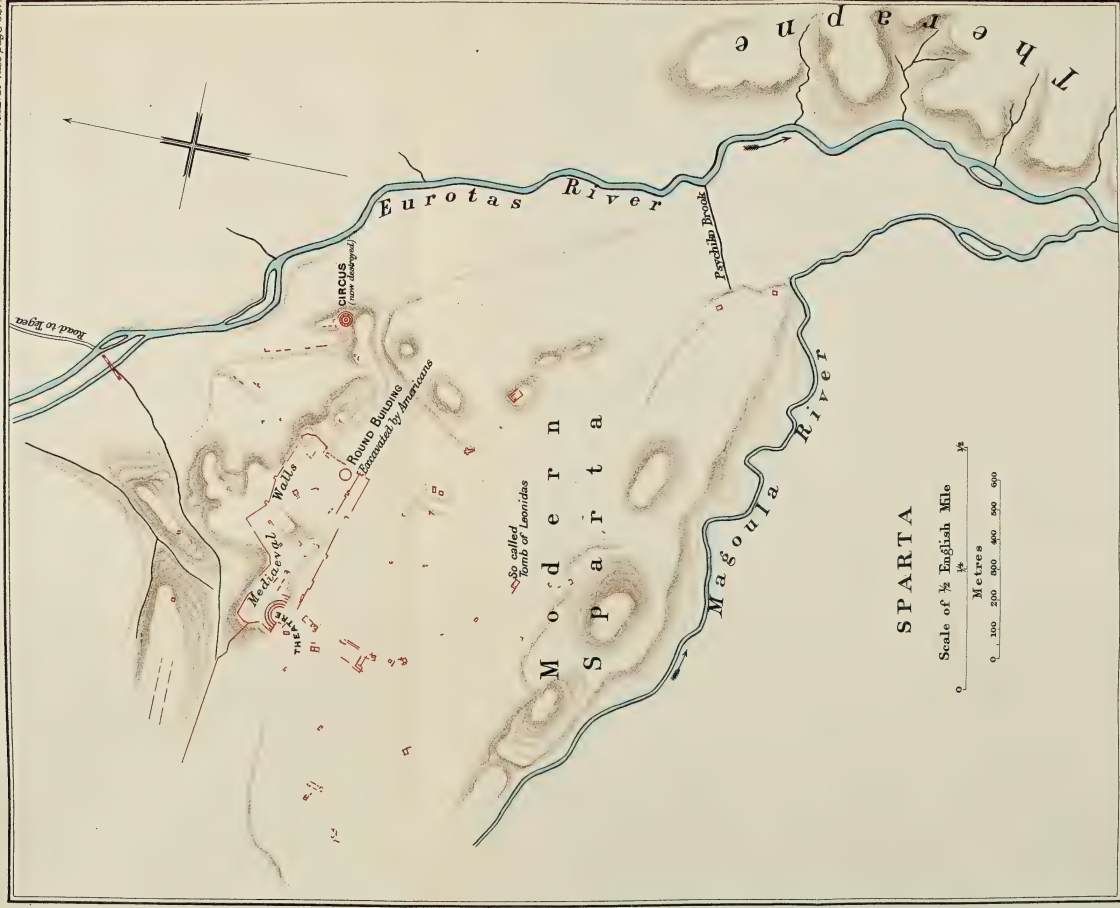 Therapne
Road to Tegea
Eurotas River
CIRCUS
(now destroyed)
Psychiko Brook
ROUND BUILDING
Excavated by Americans
Mediaeval Walls
THEATRE
So called
Tomb of Leonidas
Modern
Sparta
Magoula River
SPARTA
Scale of ½ English Mile
0 ¼ ½
0 100 200 300 400 500 600
Metres